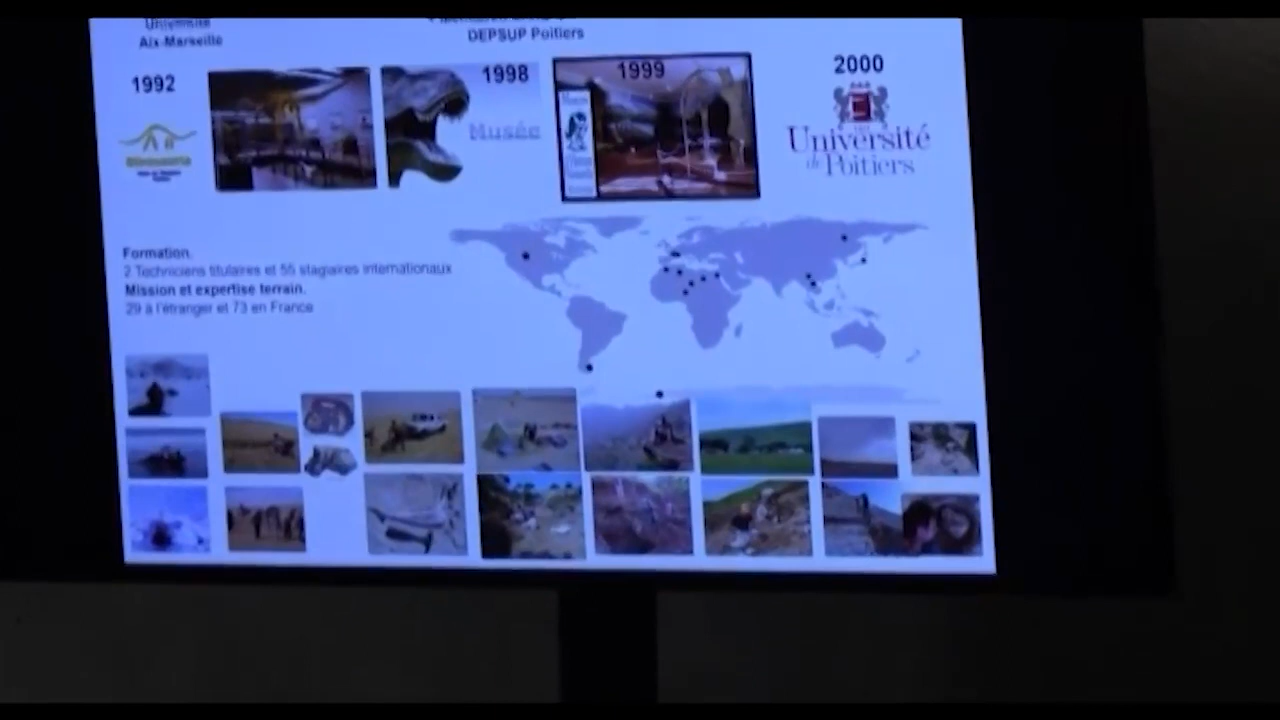 Université
Aix-Marseille
DEPSUP Poitiers
1992
1998
1999
2000
Musée
Université
de Poitiers
Formation.
2 Techniciens titulaires et 55 stagiaires internationaux
Mission et expertise terrain.
29 à l'étranger et 73 en France